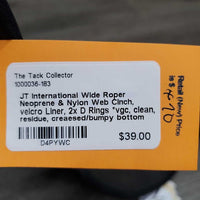 The Tack Collector
1000036-183
JT International Wide Roper
Neoprene & Nylon Web Cinch,
velcro Liner, 2x D Rings *vgc, clean,
residue, creaesed/bumpy bottom
$39.00
D4PYWC
Retail (New) Price
is $